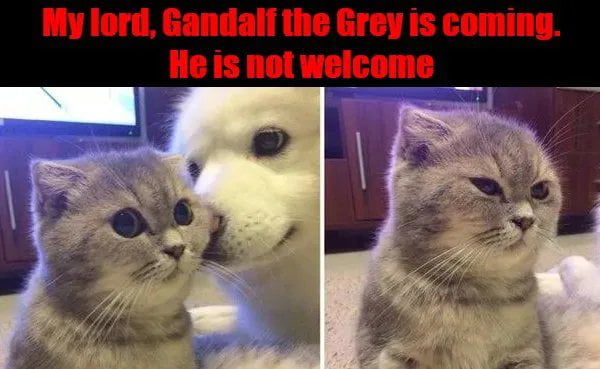 My lord, Gandalf the Grey is coming.
He is not welcome